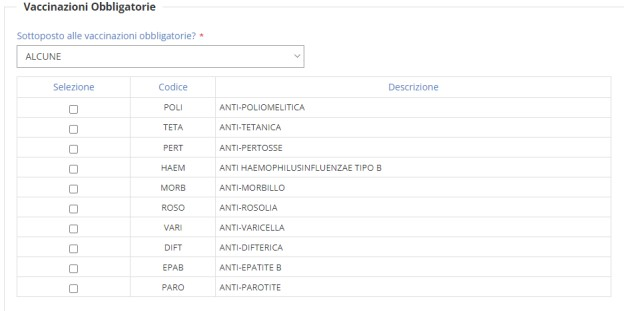 Vaccinazioni Obbligatorie
Sottoposto alle vaccinazioni obbligatorie? *
ALCUNE
Selezione Codice Descrizione
POLI ANTI-POLIOMELITICA
TETA ANTI-TETANICA
PERT ANTI-PERTOSSE
HAEM ANTI HAEMOPHILUSINFLUENZAE TIPO B
MORB ANTI-MORBILLO
ROSO ANTI-ROSOLIA
VARI ANTI-VARICELLA
DIFT ANTI-DIFTERICA
EPAB ANTI-EPATITE B
PARO ANTI-PAROTITE